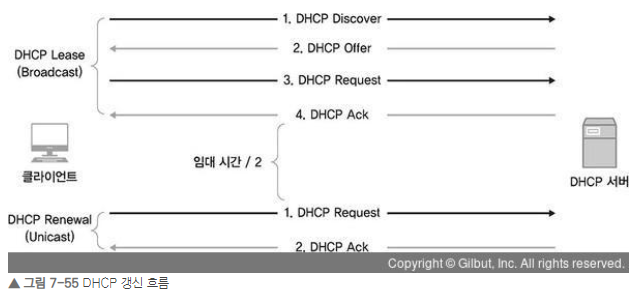 1. DHCP Discover
2. DHCP Offer
DHCP Lease
(Broadcast)
3. DHCP Request
4. DHCP Ack
임대 시간 / 2
클라이언트
DHCP 서버
1. DHCP Request
DHCP Renewal
(Unicast)
2. DHCP Ack
Copyright © Gilbut, Inc. All rights reserved.
▲ 그림 7-55 DHCP 갱신 흐름